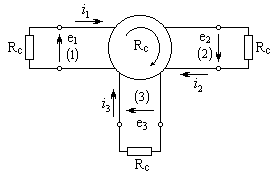 i1
Rc
e1
(1)
Rc
e2
(2)
Rc
i2
i3
(3)
e3
Rc